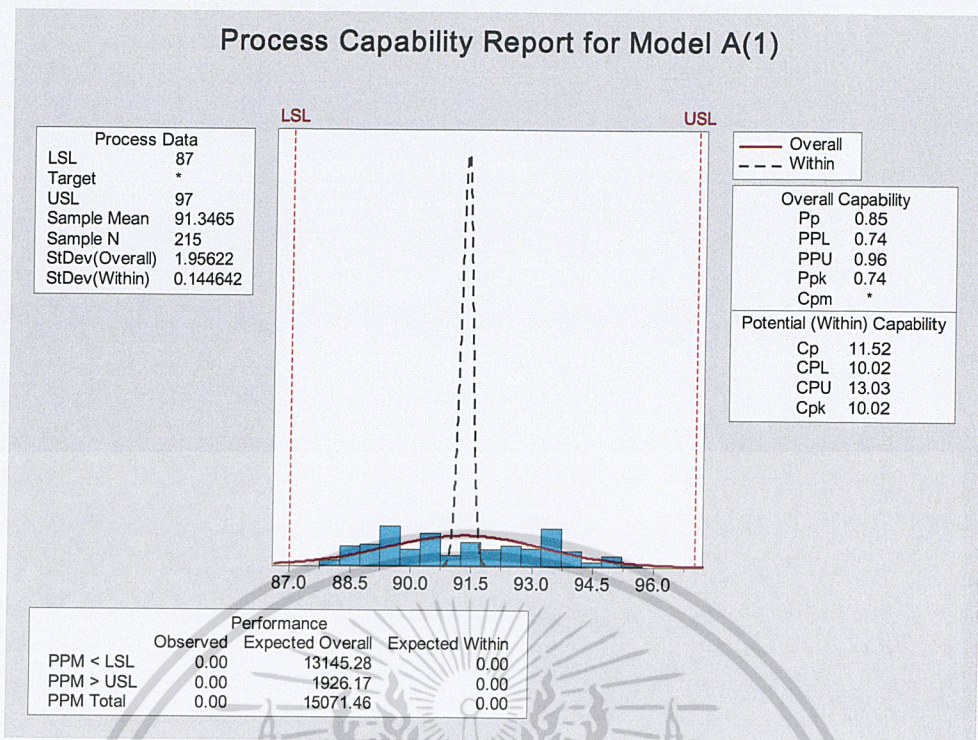 Process Capability Report for Model A(1)
LSL
USL
Process Data
LSL 87
Target *
USL 97
Sample Mean 91.3465
Sample N 215
StDev(Overall) 1.95622
StDev(Within) 0.144642
Overall
Within
Overall Capability
Pp 0.85
PPL 0.74
PPU 0.96
Ppk 0.74
Cpm *
Potential (Within) Capability
Cp 11.52
CPL 10.02
CPU 13.03
Cpk 10.02
87.0 88.5 90.0 91.5 93.0 94.5 96.0
Performance
Observed Expected Overall Expected Within
PPM < LSL 0.00 13145.28 0.00
PPM > USL 0.00 1926.17 0.00
PPM Total 0.00 15071.46 0.00